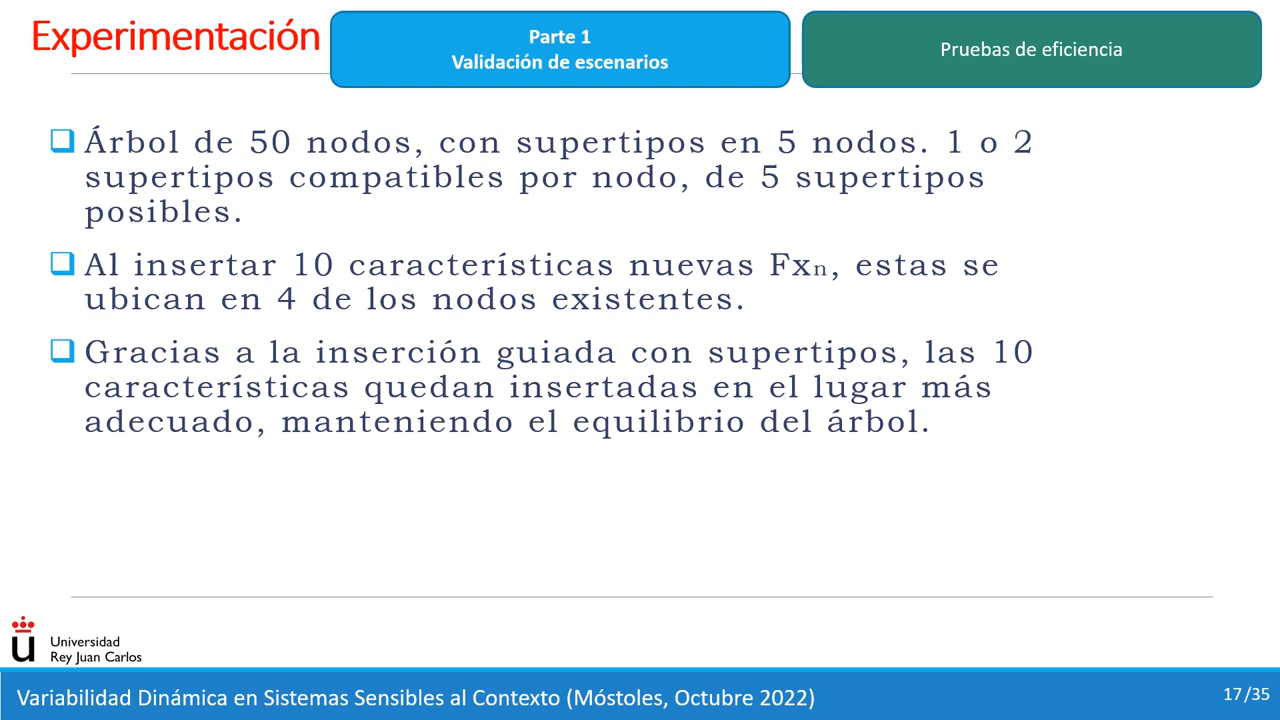 Experimentación
Parte 1
Validación de escenarios
Pruebas de eficiencia
Árbol de 50 nodos, con supertipos en 5 nodos. 1 o 2
supertipos compatibles por nodo, de 5 supertipos
posibles.
Al insertar 10 características nuevas Fxn, estas se
ubican en 4 de los nodos existentes.
Gracias a la inserción guiada con supertipos, las 10
características quedan insertadas en el lugar más
adecuado, manteniendo el equilibrio del árbol.
u
Universidad
Rey Juan Carlos
Variabilidad Dinámica en Sistemas Sensibles al Contexto (Móstoles, Octubre 2022)
17/35